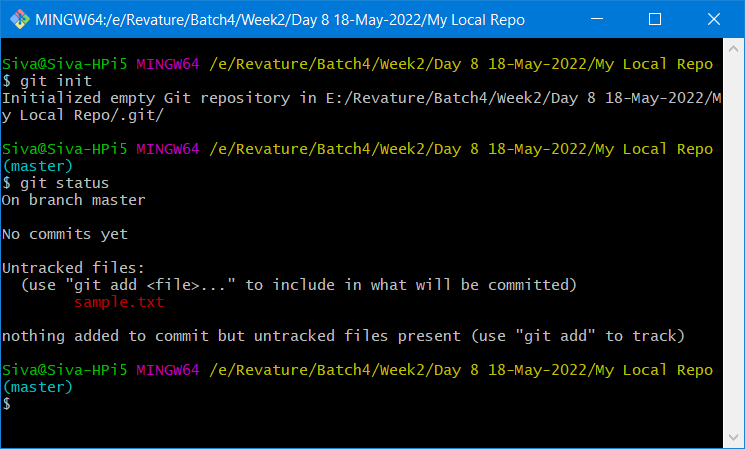 MINGW64:/e/Revature/Batch4/Week2/Day 8 18-May-2022/My Local Repo
Siva@Siva-HPi5 MINGW64 /e/Revature/Batch4/Week2/Day 8 18-May-2022/My Local Repo
$ git init
Initialized empty Git repository in E:/Revature/Batch4/Week2/Day 8 18-May-2022/M
y Local Repo/.git/
Siva@Siva-HPi5 MINGW64 /e/Revature/Batch4/Week2/Day 8 18-May-2022/My Local Repo
(master)
$ git status
On branch master
No commits yet
Untracked files:
  (use "git add <file>..." to include in what will be committed)
        sample.txt
nothing added to commit but untracked files present (use "git add" to track)
Siva@Siva-HPi5 MINGW64 /e/Revature/Batch4/Week2/Day 8 18-May-2022/My Local Repo
(master)
$